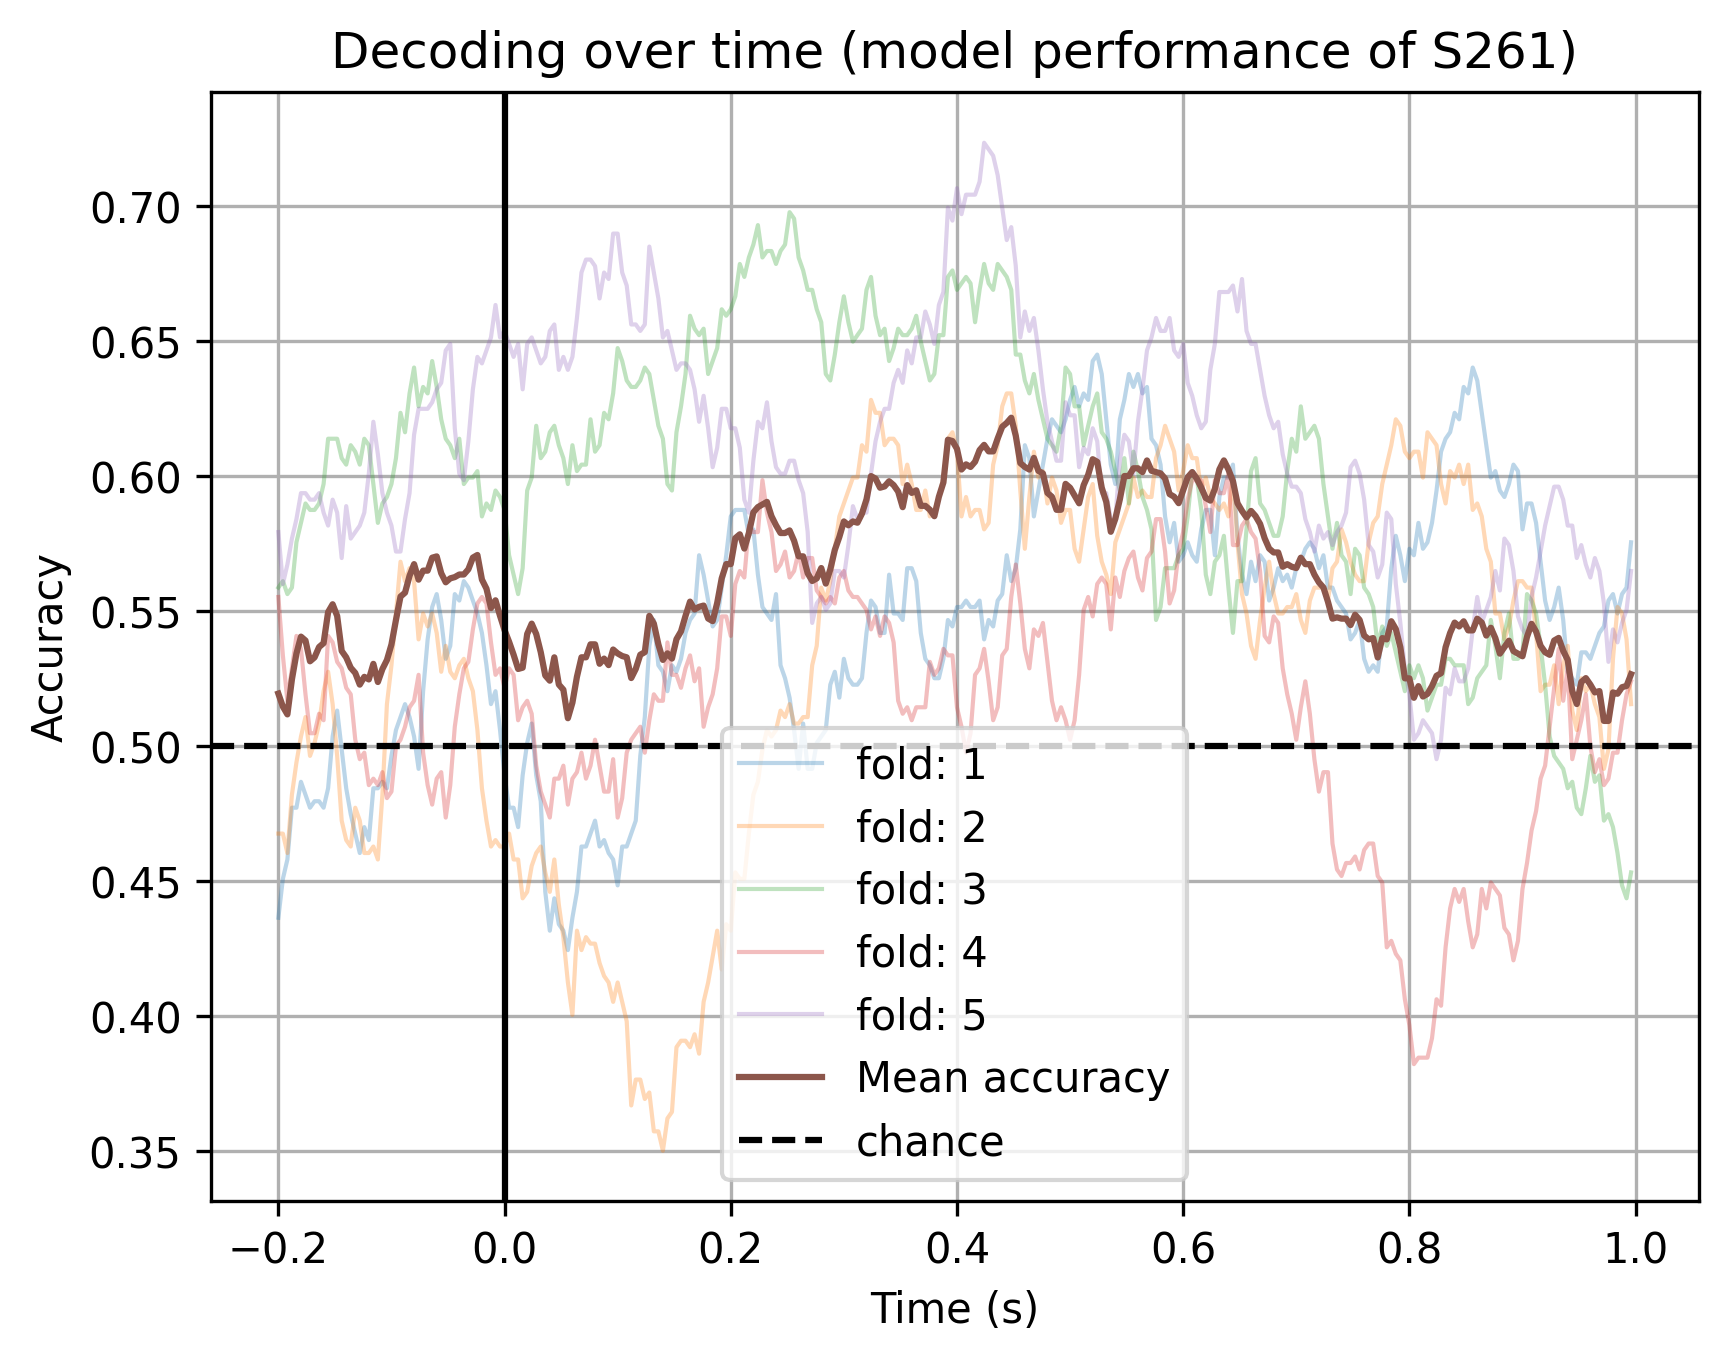 Decoding over time (model performance of S261)
Accuracy
0.70
0.65
0.60
0.55
0.50
0.45
0.40
0.35
fold: 1
fold: 2
fold: 3
fold: 4
fold: 5
Mean accuracy
chance
−0.2 0.0 0.2 0.4 0.6 0.8 1.0
Time (s)